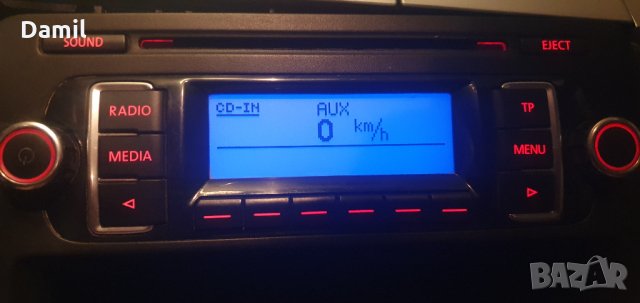 Damil
SOUND
EJECT
RADIO
CD-IN
AUX
TP
0 km/h
MEDIA
MENU
BAZAR